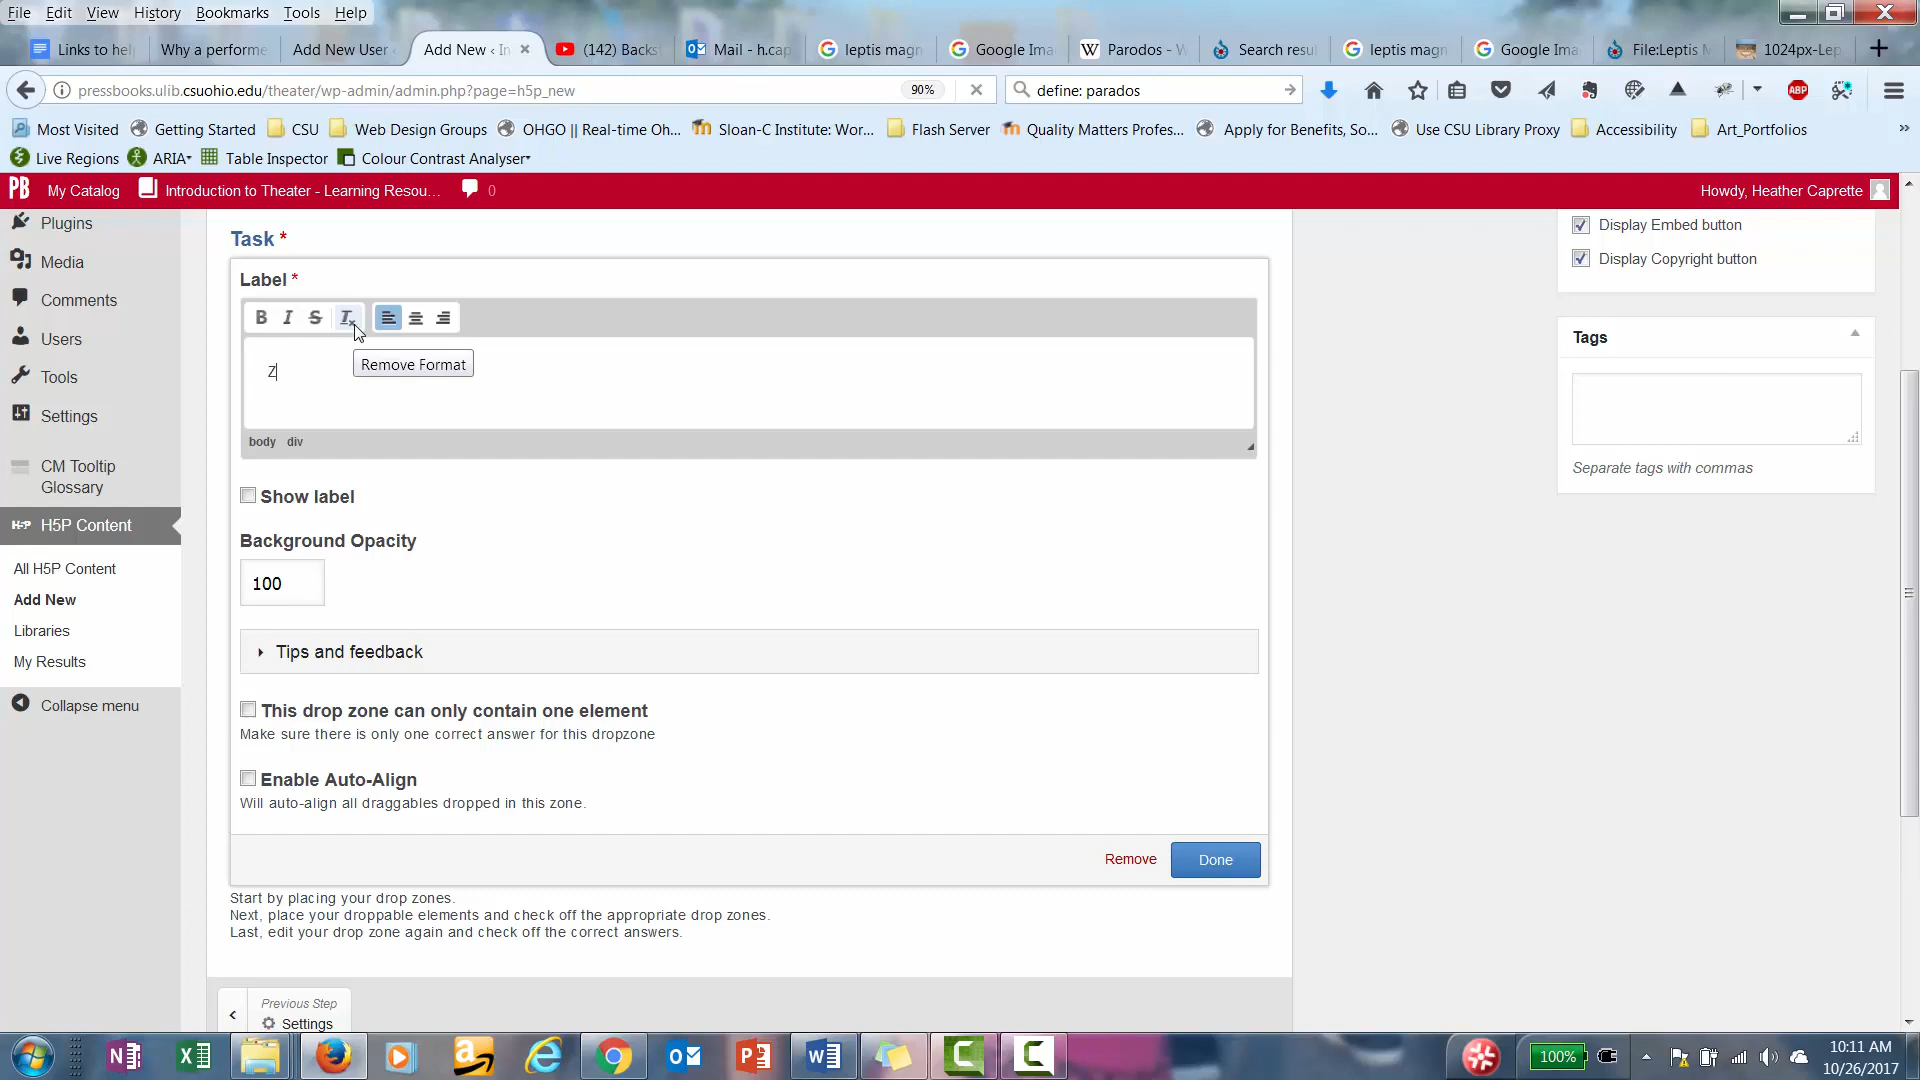 File Edit View History Bookmarks Tools Help
Links to hel Why a performe Add New User ‹ Add New ‹ In (142) Backst Mail - h.cap leptis magn Google Ima Parodos - W Search resul leptis magn Google Ima File:Leptis M 1024px-Lep
pressbooks.ulib.csuohio.edu/theater/wp-admin/admin.php?page=h5p_new 90% define: parados ABP
Most Visited Getting Started CSU Web Design Groups OHGO || Real-time Oh... Sloan-C Institute: Wor... Flash Server Quality Matters Profes... Apply for Benefits, So... Use CSU Library Proxy Accessibility Art_Portfolios »
Live Regions ARIA Table Inspector Colour Contrast Analyser
PB My Catalog Introduction to Theater - Learning Resou... 0 Howdy, Heather Caprette
Plugins
Media
Comments
Users
Tools
Settings
CM Tooltip
Glossary
H5P H5P Content
All H5P Content
Add New
Libraries
My Results
Collapse menu
Task *
Label *
B I S Tx
Remove Format
Z
body div
Show label
Background Opacity
100
Tips and feedback
This drop zone can only contain one element
Make sure there is only one correct answer for this dropzone
Enable Auto-Align
Will auto-align all draggables dropped in this zone.
Remove Done
Start by placing your drop zones.
Next, place your droppable elements and check off the appropriate drop zones.
Last, edit your drop zone again and check off the correct answers.
Previous Step
Settings
Display Embed button
Display Copyright button
Tags
Separate tags with commas
100%
10:11 AM
10/26/2017